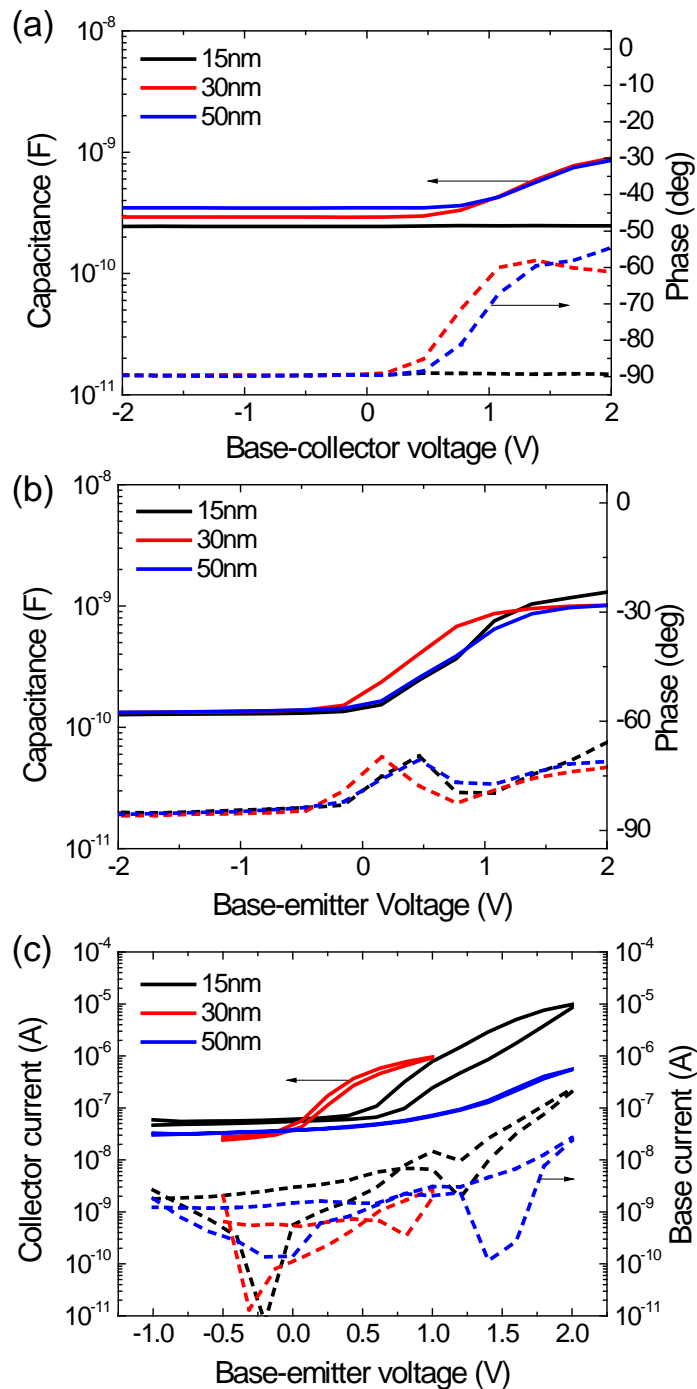 (a)
10^-8
10^-9
10^-10
10^-11
Capacitance (F)
15nm
30nm
50nm
0
-10
-20
-30
-40
-50
-60
-70
-80
-90
Phase (deg)
-2 -1 0 1 2
Base-collector voltage (V)
(b)
10^-8
10^-9
10^-10
10^-11
Capacitance (F)
15nm
30nm
50nm
0
-30
-60
-90
Phase (deg)
-2 -1 0 1 2
Base-emitter Voltage (V)
(c)
10^-4
10^-5
10^-6
10^-7
10^-8
10^-9
10^-10
10^-11
Collector current (A)
15nm
30nm
50nm
10^-4
10^-5
10^-6
10^-7
10^-8
10^-9
10^-10
10^-11
Base current (A)
-1.0 -0.5 0.0 0.5 1.0 1.5 2.0
Base-emitter voltage (V)